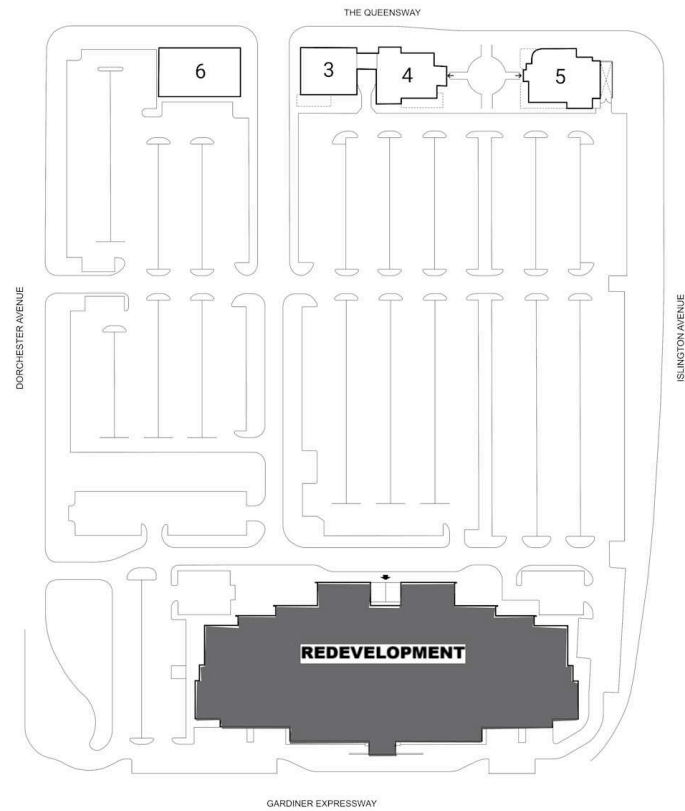 THE QUEENSWAY
6
3
4
5
DORCHESTER AVENUE
ISLINGTON AVENUE
REDEVELOPMENT
GARDINER EXPRESSWAY